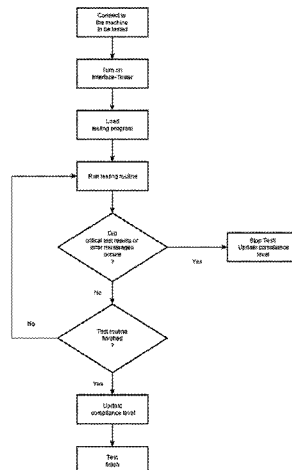 Connect to
the machine
to be tested
Turn on
Interface-Tester
Load
testing program
Run testing routine
Did
critical test results or
error messages
occurs
?
Yes
Stop Test!
Update compliance
level
No
Test routine
finished
?
No
Yes
Update
compliance level
Test
finish